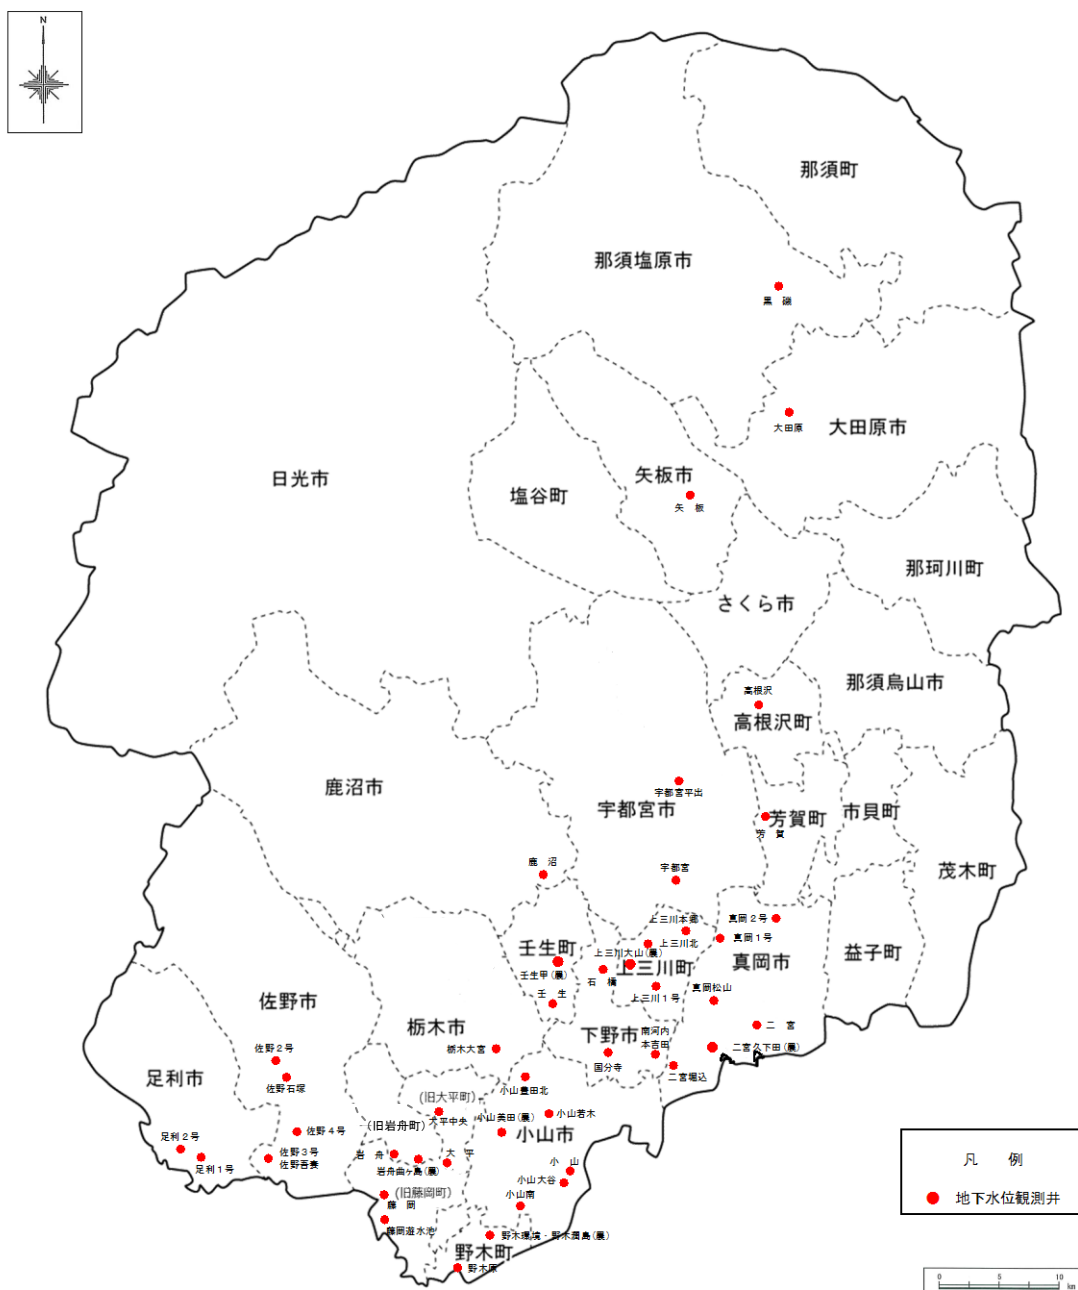 N
那須町
那須塩原市
黒 磯
大田原
大田原市
矢板市
矢 板
日光市
塩谷町
那珂川町
さくら市
那須烏山市
高根沢
高根沢町
鹿沼市
宇都宮平出
宇都宮市
芳賀町
芳 賀
市貝町
茂木町
鹿 沼
宇都宮
上三川本郷
真岡２号
上三川北
真岡１号
上三川大山(農)
壬生町
上三川町
真岡市
益子町
壬生甲(農)
石 橋
上三川１号
真岡松山
壬 生
佐野市
栃木市
下野市
南河内
本吉田
二 宮
二宮久下田(農)
栃木大宮
佐野２号
国分寺
二宮堀込
足利市
佐野石塚
小山豊田北
(旧大平町)
大平中央
小山美田(農)
小山若木
(旧岩舟町)
小山市
佐野４号
足利２号
佐野３号
佐野吾妻
岩 舟
大 平
小 山
足利１号
岩舟曲ヶ島(農)
小山大谷
(旧藤岡町)
藤 岡
小山南
藤岡遊水池
野木環境・野木潤島(農)
野木町
野木原
凡 例
地下水位観測井
0 5 10
km